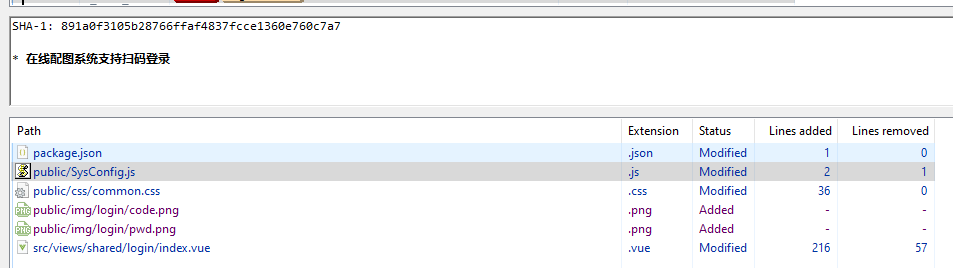 SHA-1: 891a0f3105b28766ffaf4837fcce1360e760c7a7
* 在线配图系统支持扫码登录
Path Extension Status Lines added Lines removed
package.json .json Modified 1 0
public/SysConfig.js .js Modified 2 1
public/css/common.css .css Modified 36 0
public/img/login/code.png .png Added - -
public/img/login/pwd.png .png Added - -
src/views/shared/login/index.vue .vue Modified 216 57